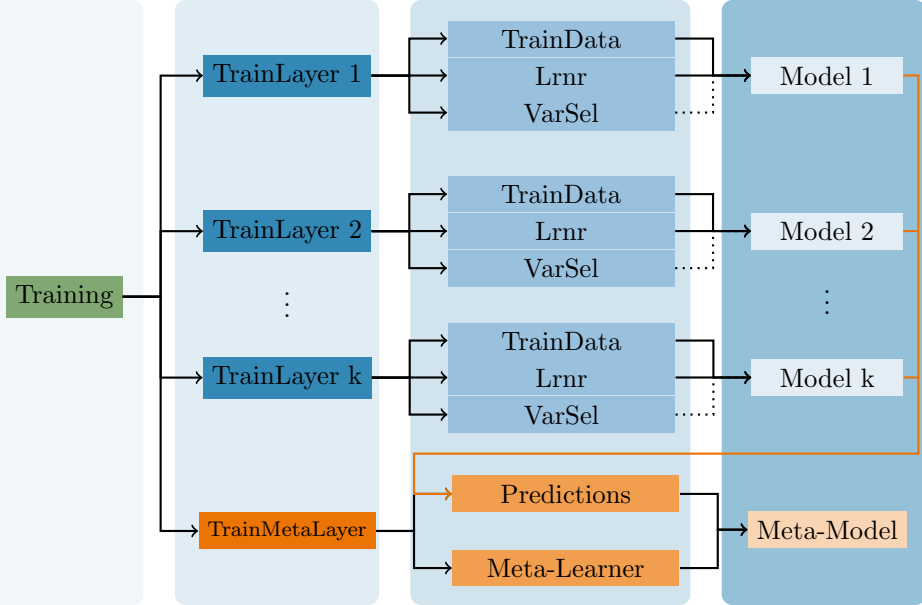 TrainData
TrainLayer 1
Lrnr
Model 1
VarSel
TrainData
TrainLayer 2
Lrnr
Model 2
VarSel
Training
⋮
⋮
TrainData
TrainLayer k
Lrnr
Model k
VarSel
Predictions
TrainMetaLayer
Meta-Model
Meta-Learner